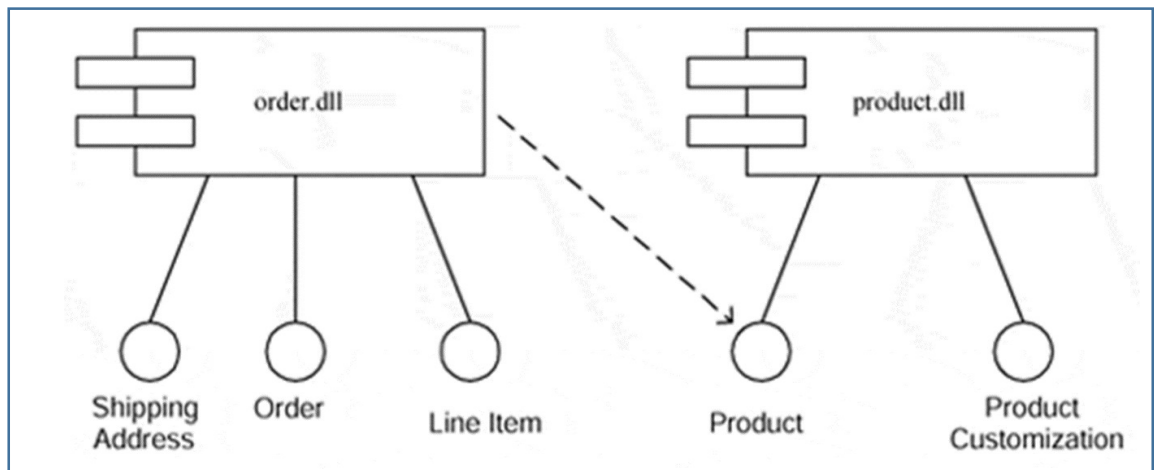 order.dll
product.dll
Shipping
Address
Order
Line Item
Product
Product
Customization